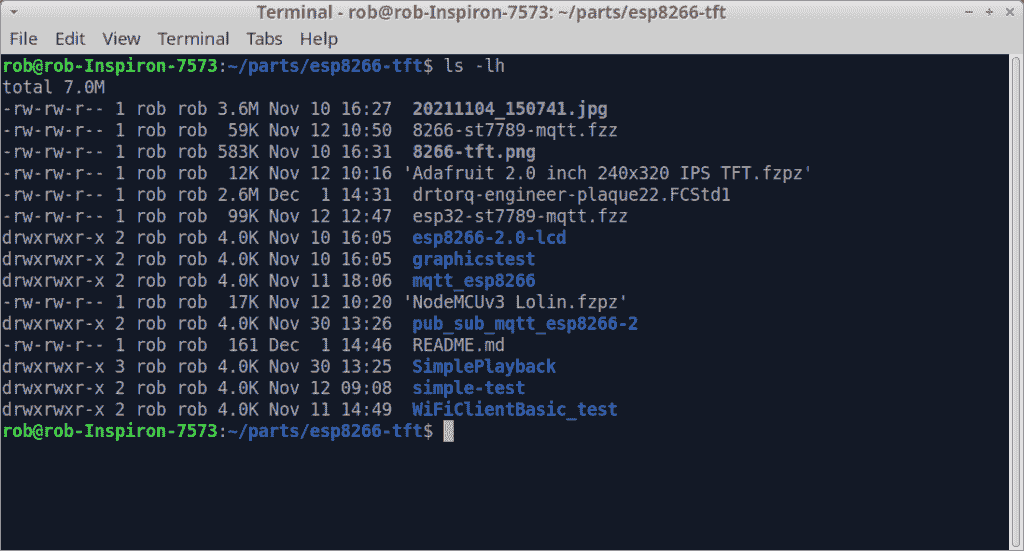 Terminal - rob@rob-Inspiron-7573: ~/parts/esp8266-tft
File Edit View Terminal Tabs Help
rob@rob-Inspiron-7573:~/parts/esp8266-tft$ ls -lh
total 7.0M
-rw-rw-r-- 1 rob rob 3.6M Nov 10 16:27  20211104_150741.jpg
-rw-rw-r-- 1 rob rob  59K Nov 12 10:50  8266-st7789-mqtt.fzz
-rw-rw-r-- 1 rob rob 583K Nov 10 16:31  8266-tft.png
-rw-rw-r-- 1 rob rob  12K Nov 12 10:16 'Adafruit 2.0 inch 240x320 IPS TFT.fzpz'
-rw-rw-r-- 1 rob rob 2.6M Dec  1 14:31  drtorq-engineer-plaque22.FCStd1
-rw-rw-r-- 1 rob rob  99K Nov 12 12:47  esp32-st7789-mqtt.fzz
drwxrwxr-x 2 rob rob 4.0K Nov 10 16:05  esp8266-2.0-lcd
drwxrwxr-x 2 rob rob 4.0K Nov 10 16:05  graphicstest
drwxrwxr-x 2 rob rob 4.0K Nov 11 18:06  mqtt_esp8266
-rw-rw-r-- 1 rob rob  17K Nov 12 10:20 'NodeMCUv3 Lolin.fzpz'
drwxrwxr-x 2 rob rob 4.0K Nov 30 13:26  pub_sub_mqtt_esp8266-2
-rw-rw-r-- 1 rob rob  161 Dec  1 14:46  README.md
drwxrwxr-x 3 rob rob 4.0K Nov 30 13:25  SimplePlayback
drwxrwxr-x 2 rob rob 4.0K Nov 12 09:08  simple-test
drwxrwxr-x 2 rob rob 4.0K Nov 11 14:49  WiFiClientBasic_test
rob@rob-Inspiron-7573:~/parts/esp8266-tft$